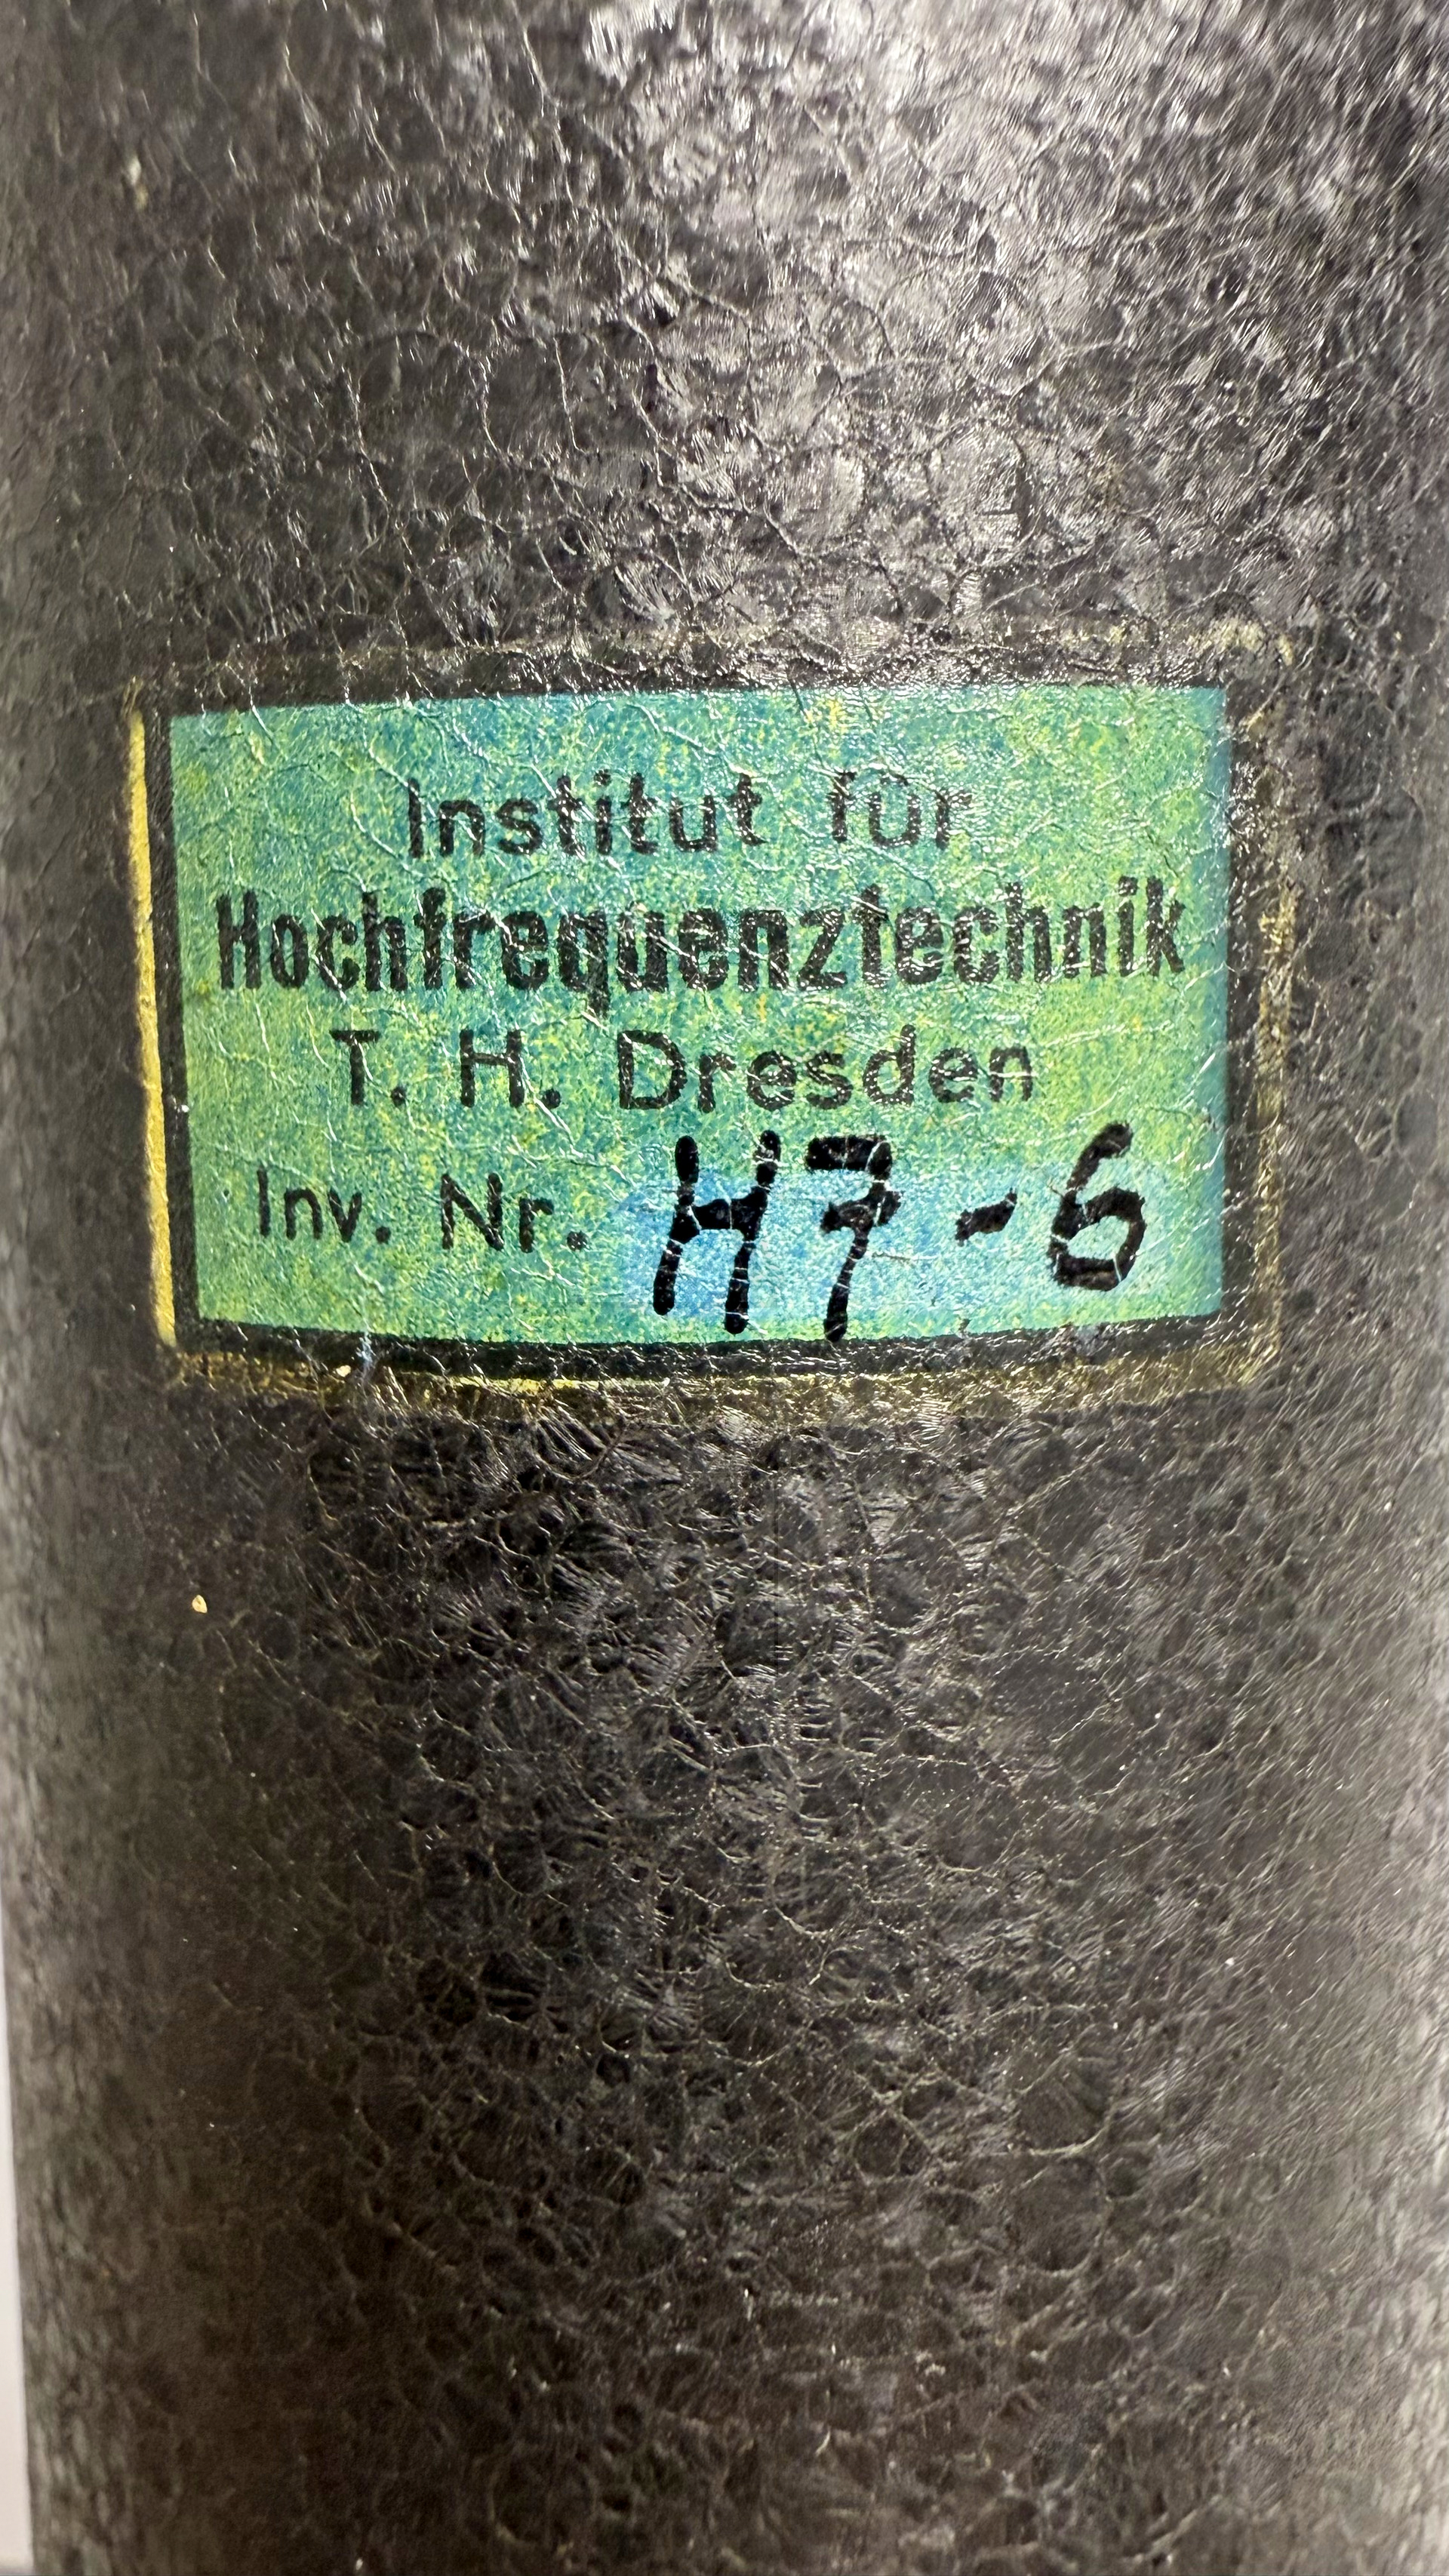 Institut für
Hochfrequenztechnik
T. H. Dresden
Inv. Nr. H7-6